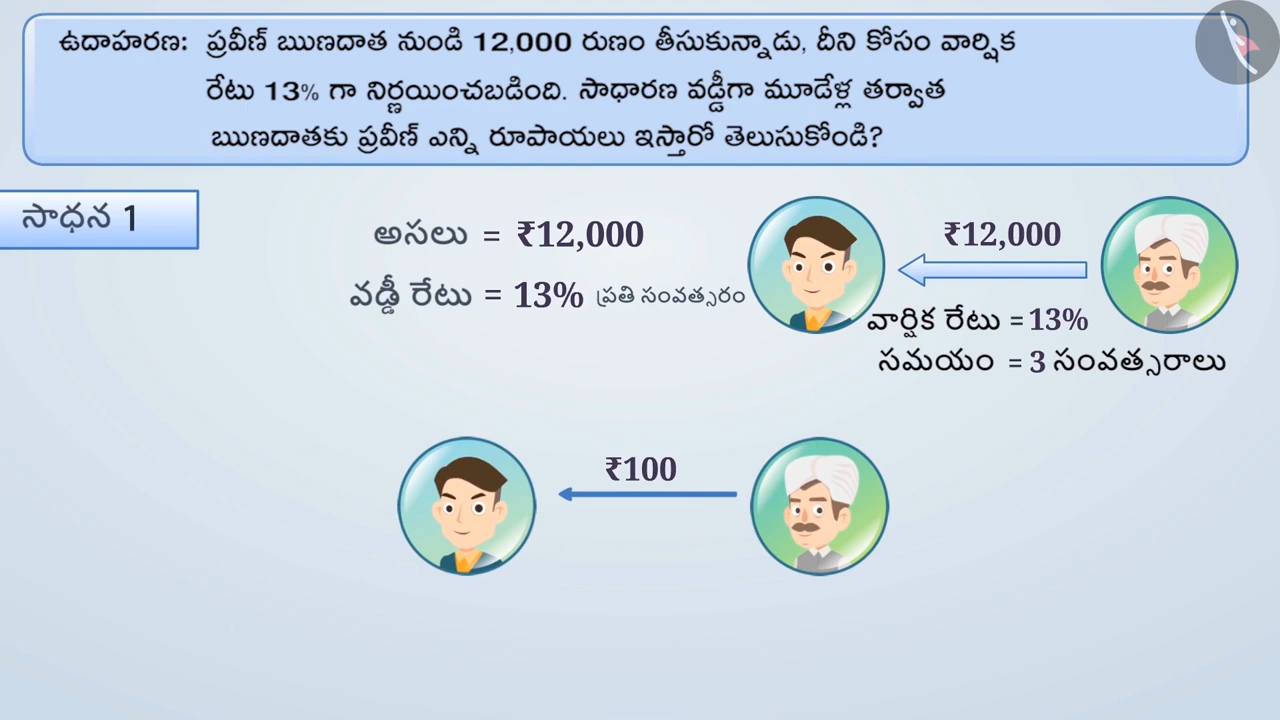 ఉదాహరణ: ప్రవీణ్ ఋణదాత నుండి 12,000 రుణం తీసుకున్నాడు, దీని కోసం వార్షిక
రేటు 13% గా నిర్ణయించబడింది. సాధారణ వడ్డీగా మూడేళ్ల తర్వాత
ఋణదాతకు ప్రవీణ్ ఎన్ని రూపాయలు ఇస్తారో తెలుసుకోండి?
సాధన 1
అసలు = ₹12,000
వడ్డీ రేటు = 13% ప్రతి సంవత్సరం
₹12,000
వార్షిక రేటు = 13%
సమయం = 3 సంవత్సరాలు
₹100